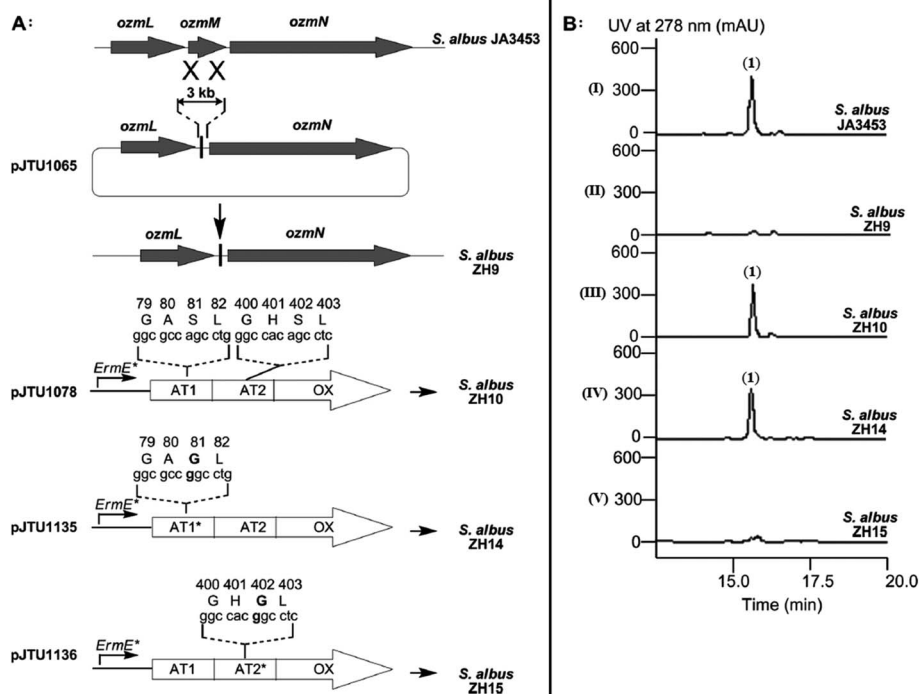 A:
ozmL ozmM ozmN
S. albus JA3453
X X
3 kb
ozmL ozmN
pJTU1065
ozmL ozmN
S. albus
ZH9
79 80 81 82 400 401 402 403
G A S L G H S L
ggc gcc agc ctg ggc cac agc ctc
ErmE*
pJTU1078
AT1 AT2 OX
S. albus
ZH10
79 80 81 82
G A G L
ggc gcc ggc ctg
ErmE*
pJTU1135
AT1* AT2 OX
S. albus
ZH14
400 401 402 403
G H G L
ggc cac ggc ctc
ErmE*
pJTU1136
AT1 AT2* OX
S. albus
ZH15
B: UV at 278 nm (mAU)
600
(1)
(I)
300
S. albus
JA3453
0
600
(II)
300
S. albus
ZH9
0
600
(1)
(III)
300
S. albus
ZH10
0
600
(1)
(IV)
300
S. albus
ZH14
0
600
(V)
300
S. albus
ZH15
0
15.0 17.5 20.0
Time (min)